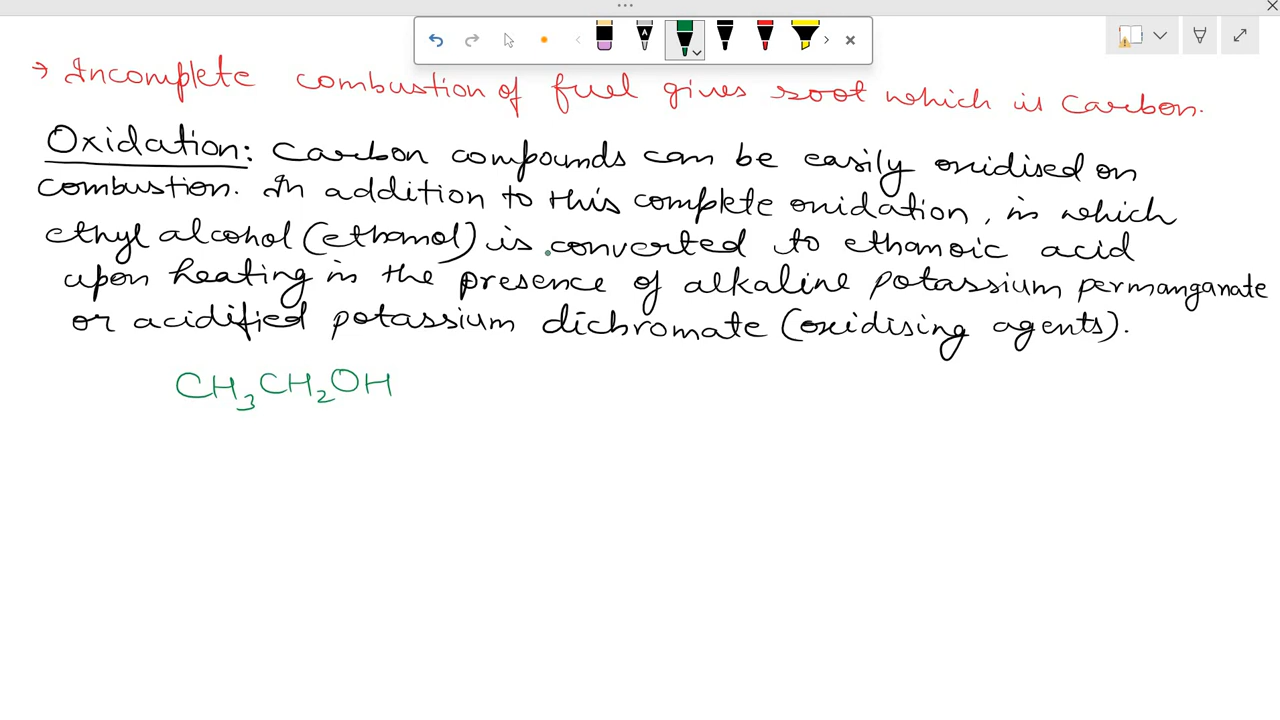 → Incomplete combustion of fuel gives soot which is carbon.
Oxidation: Carbon compounds can be easily oxidised on
combustion. In addition to this complete oxidation, in which
ethyl alcohol (ethanol) is converted to ethanoic acid
upon heating in the presence of alkaline potassium permanganate
or acidified potassium dichromate (oxidising agents).
CH₃CH₂OH